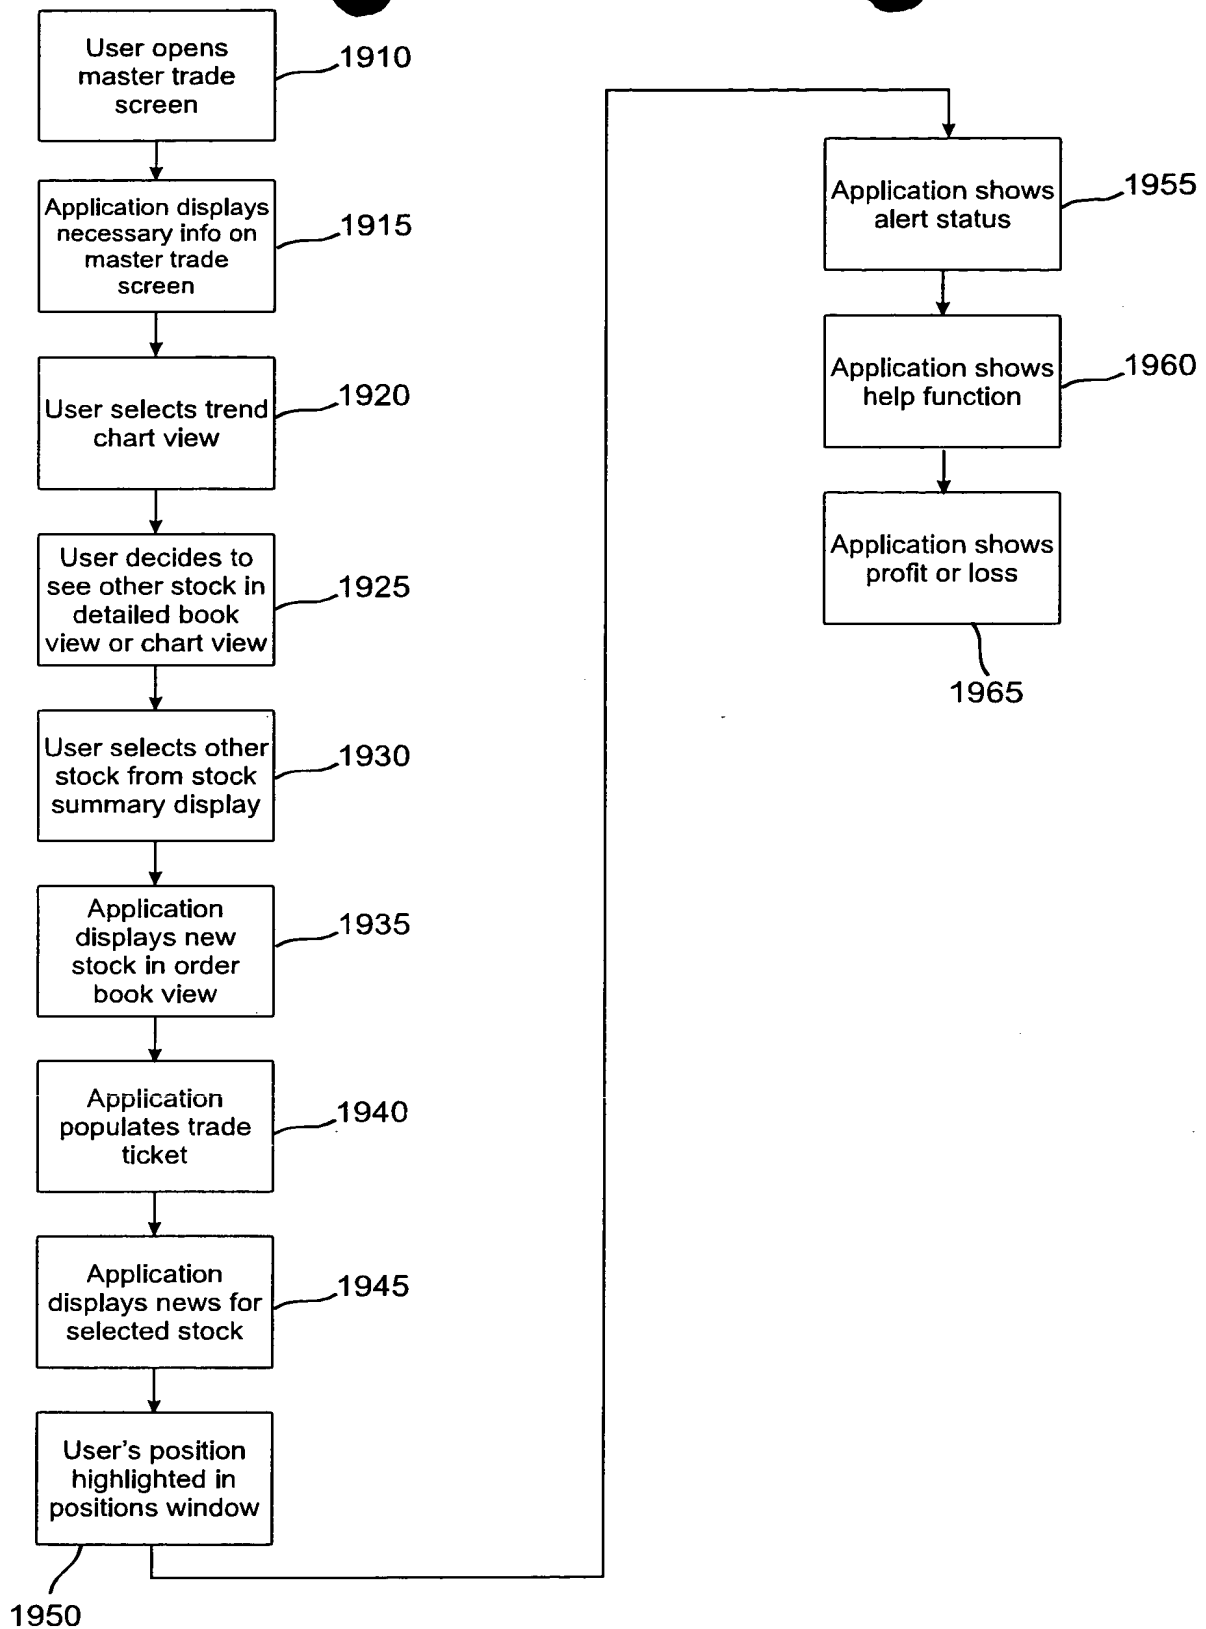 User opens
master trade
screen
1910
Application displays
necessary info on
master trade
screen
1915
User selects trend
chart view
1920
User decides to
see other stock in
detailed book
view or chart view
1925
User selects other
stock from stock
summary display
1930
Application
displays new
stock in order
book view
1935
Application
populates trade
ticket
1940
Application
displays news for
selected stock
1945
User's position
highlighted in
positions window
1950
Application shows
alert status
1955
Application shows
help function
1960
Application shows
profit or loss
1965